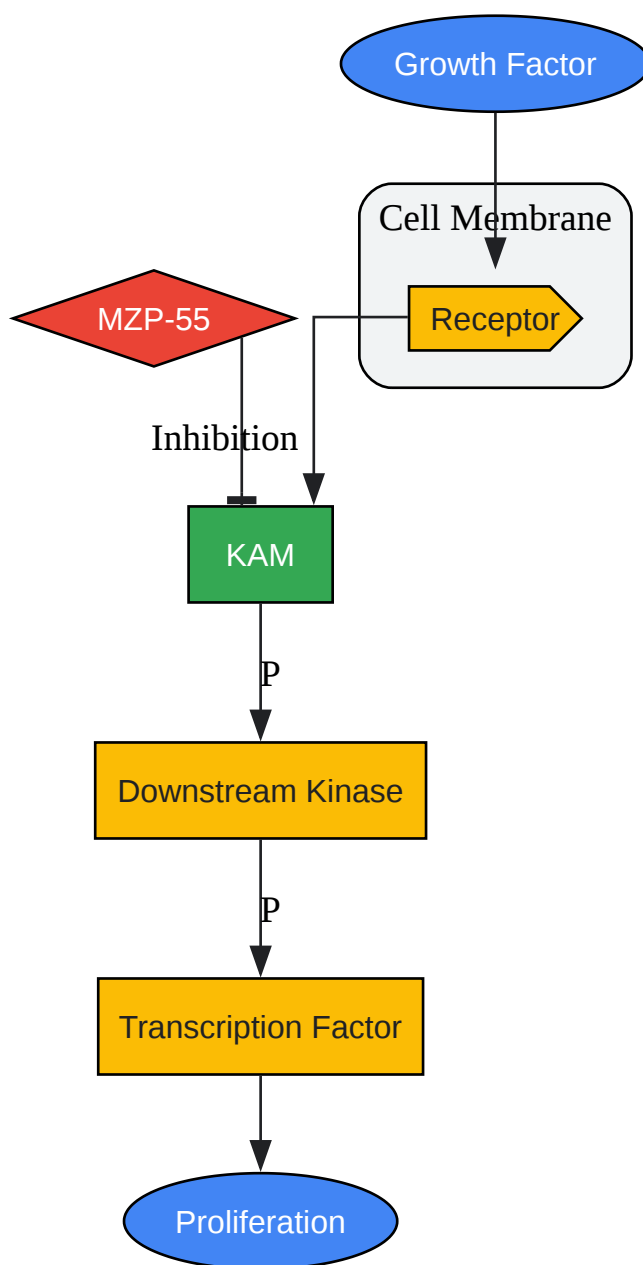 Growth Factor
Cell Membrane
MZP-55
Receptor
Inhibition
KAM
P
Downstream Kinase
P
Transcription Factor
Proliferation